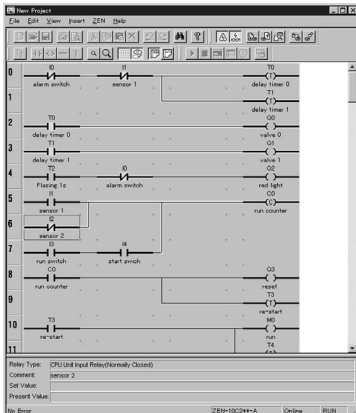 New Project
File Edit View Insert ZEN Help
0 I0 I1 T0
(T)
alarm switch sensor 1 delay timer 0
1 T1
(T)
delay timer 1
2 T0 Q0
delay timer 0 valve 0
3 T1 Q1
delay timer 1 valve 1
4 T2 I0 Q2
Flasing 1s alarm switch red light
5 I1 C0
(C)
sensor 1 run counter
6 I2
sensor 2
7 I3 I4
run switch start swich
8 C0 Q3
run counter reset
9 T3
(T)
re-start
10 T3 M0
re-start run
11 T4
Relay Type: CPU Unit Input Relay(Normally Closed)
Comment: sensor 2
Set Value:
Present Value:
No Error ZEN-10C2**-A Online RUN